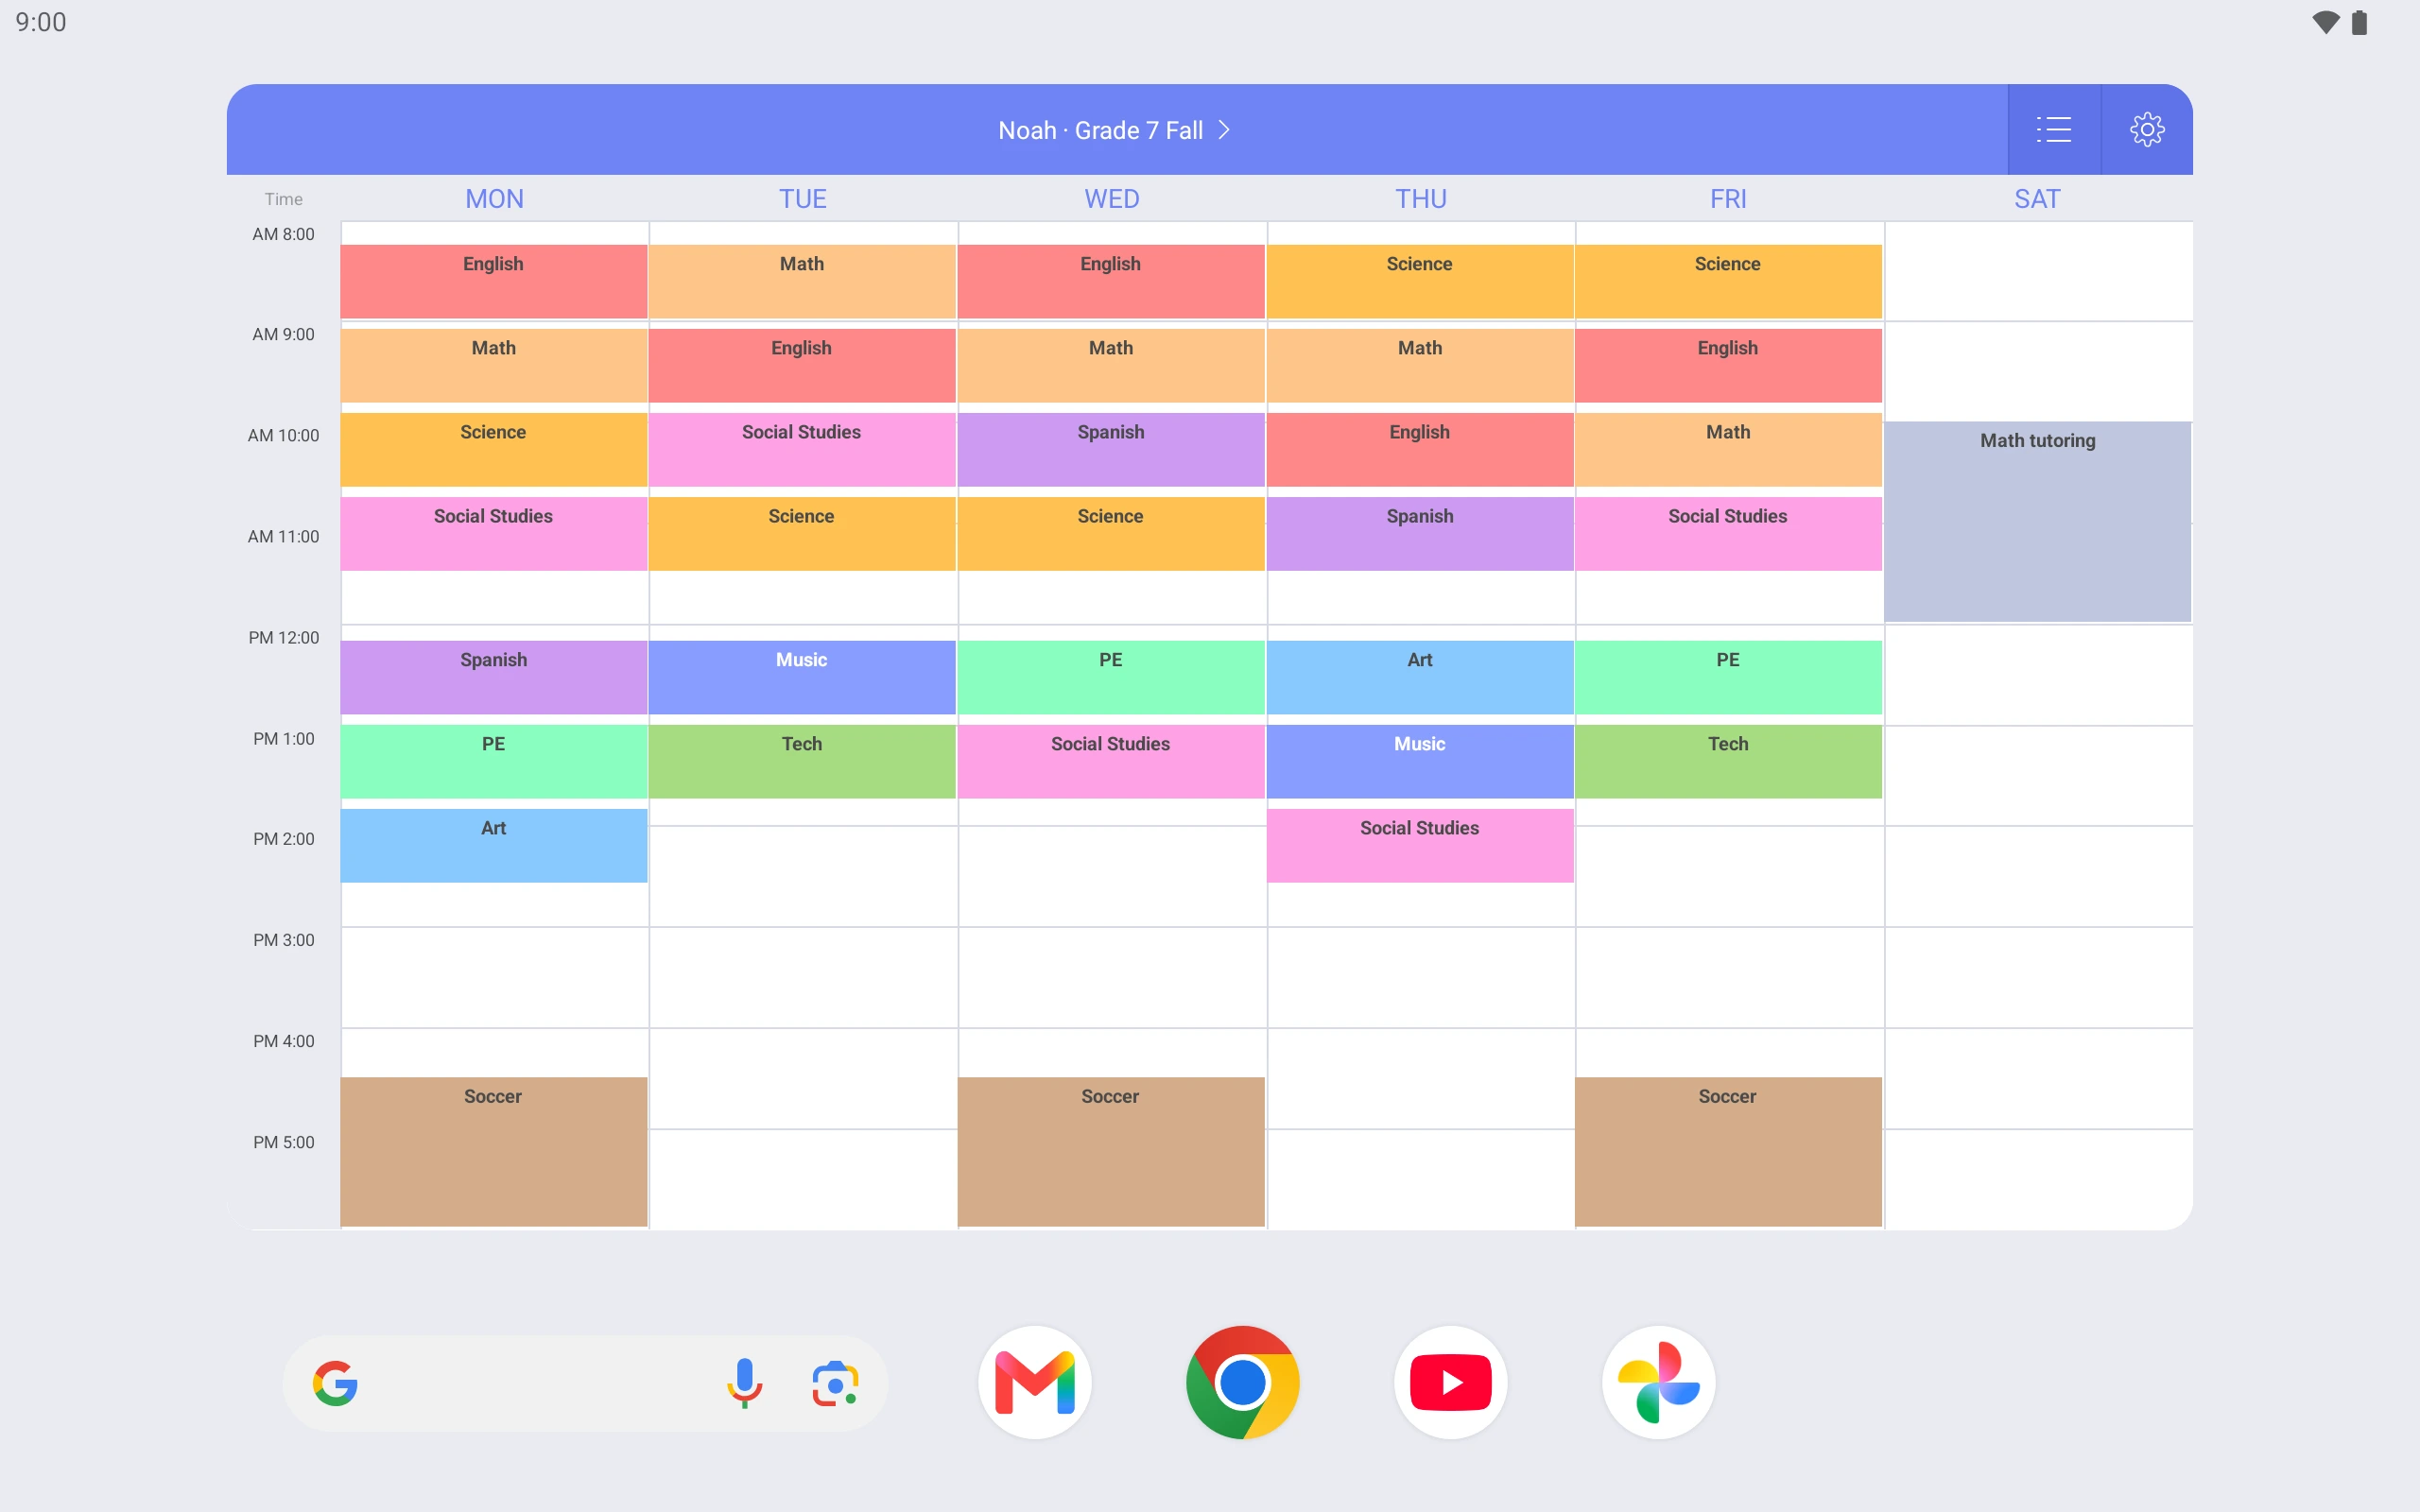 9:00
Noah · Grade 7 Fall
Time MON TUE WED THU FRI SAT
AM 8:00
English Math English Science Science
AM 9:00
Math English Math Math English
AM 10:00
Science Social Studies Spanish English Math Math tutoring
Social Studies Science Science Spanish Social Studies
AM 11:00
PM 12:00
Spanish Music PE Art PE
PM 1:00
PE Tech Social Studies Music Tech
Art Social Studies
PM 2:00
PM 3:00
PM 4:00
Soccer Soccer Soccer
PM 5:00